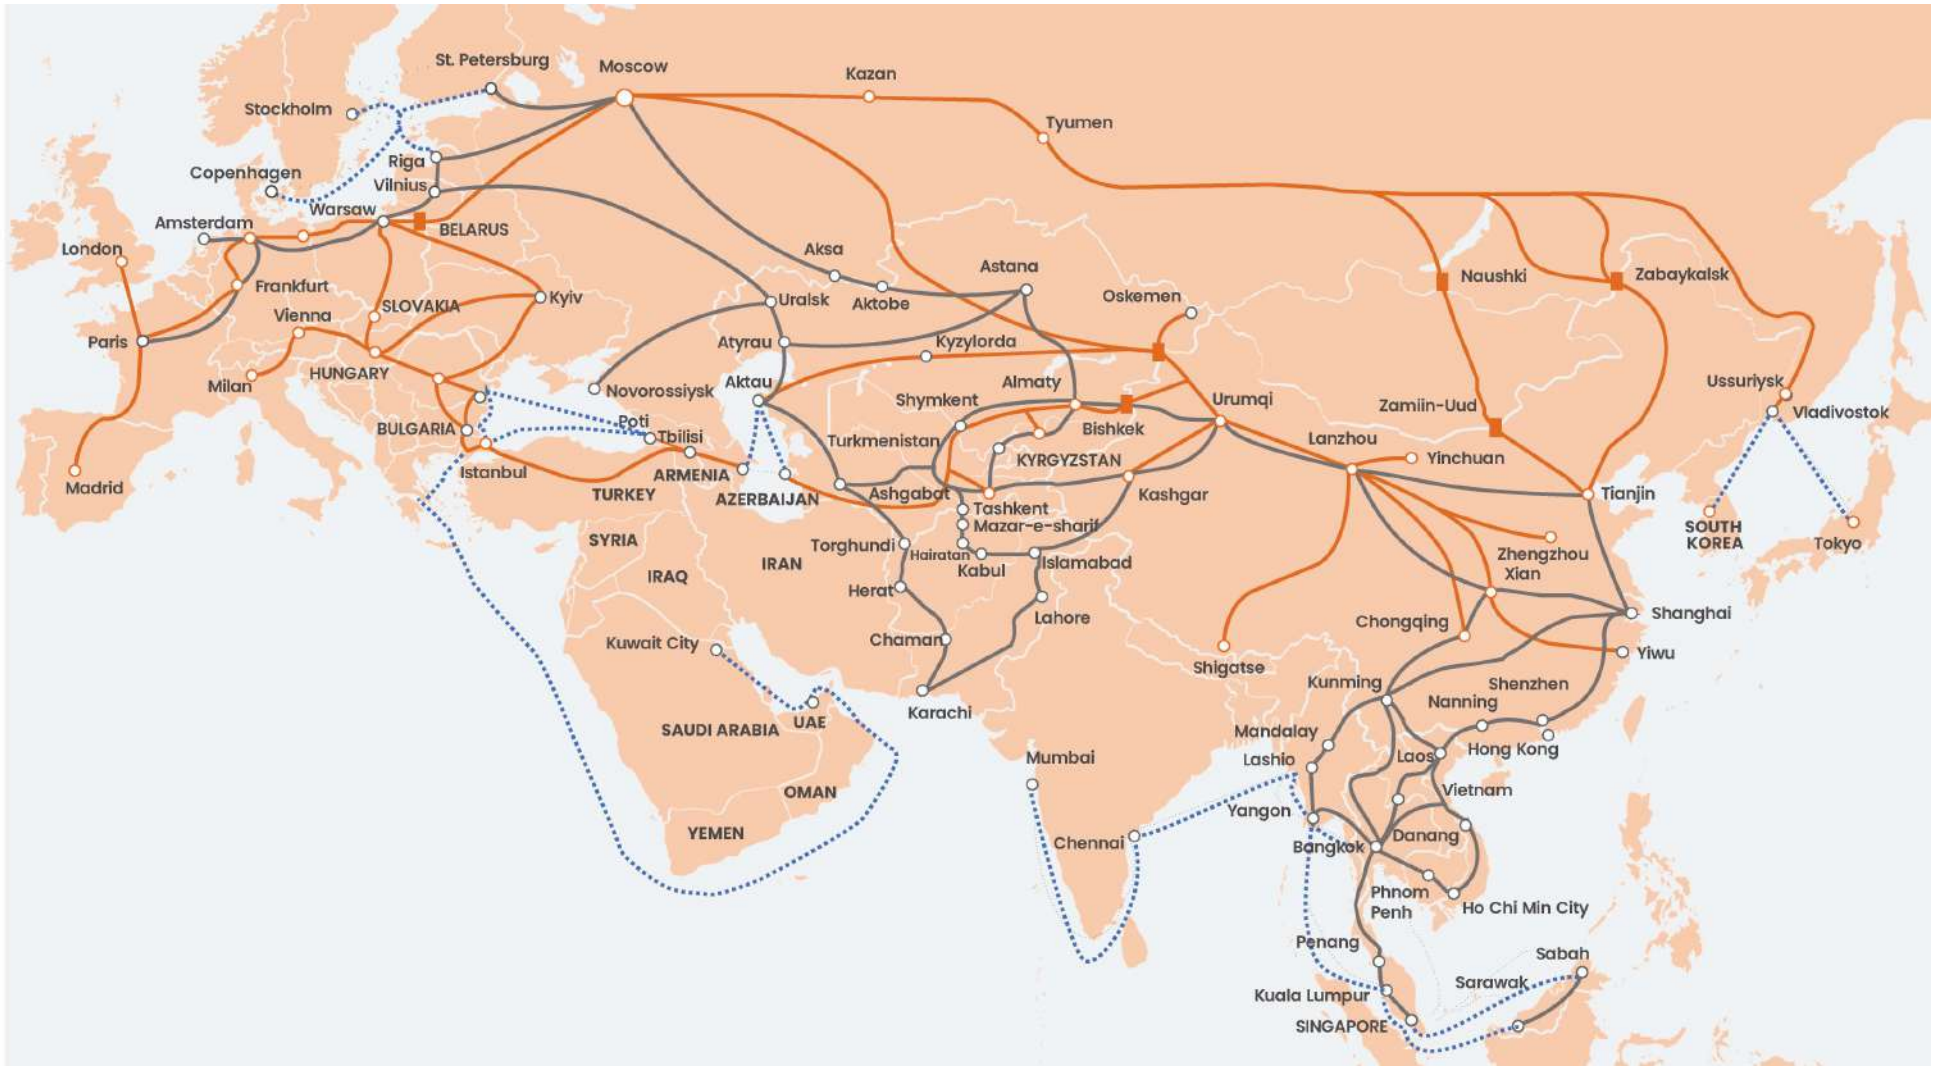 St. Petersburg
Moscow
Kazan
Stockholm
Tyumen
Riga
Copenhagen
Vilnius
Warsaw
Amsterdam
BELARUS
London
Aksa
Astana
Naushki
Zabaykalsk
Frankfurt
Oskemen
SLOVAKIA
Kyiv
Uralsk
Aktobe
Vienna
Paris
Atyrau
Kyzylorda
HUNGARY
Milan
Novorossiysk
Aktau
Almaty
Ussuriysk
Shymkent
Urumqi
Zamiin-Uud
Vladivostok
BULGARIA
Poti
Tbilisi
Bishkek
Turkmenistan
Lanzhou
Yinchuan
Istanbul
ARMENIA
KYRGYZSTAN
Madrid
TURKEY
AZERBAIJAN
Ashgabat
Kashgar
Tianjin
Tashkent
Mazar-e-sharif
SOUTH
KOREA
SYRIA
Torghundi
Hairatan
Tokyo
IRAN
Kabul
Islamabad
Zhengzhou
Xian
IRAQ
Herat
Lahore
Chongqing
Shanghai
Kuwait City
Chaman
Shigatse
Yiwu
Kunming
Shenzhen
Nanning
Karachi
SAUDI ARABIA
UAE
Mandalay
Hong Kong
Mumbai
Lashio
Laos
OMAN
Vietnam
Yangon
YEMEN
Chennai
Danang
Bangkok
Phnom
Penh
Ho Chi Min City
Penang
Sabah
Sarawak
Kuala Lumpur
SINGAPORE